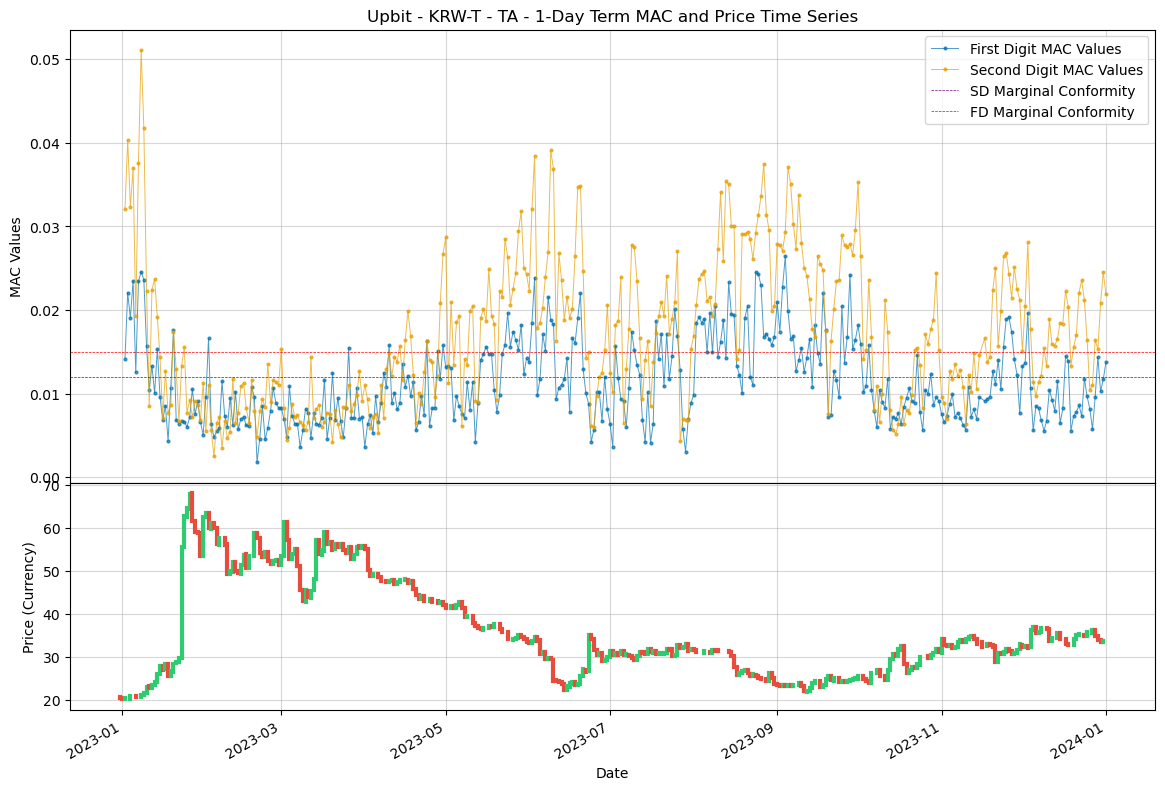 Upbit - KRW-T - TA - 1-Day Term MAC and Price Time Series
First Digit MAC Values
Second Digit MAC Values
SD Marginal Conformity
FD Marginal Conformity
MAC Values
0.05
0.04
0.03
0.02
0.01
0.00
Price (Currency)
70
60
50
40
30
20
2023-01
2023-03
2023-05
2023-07
2023-09
2023-11
2024-01
Date